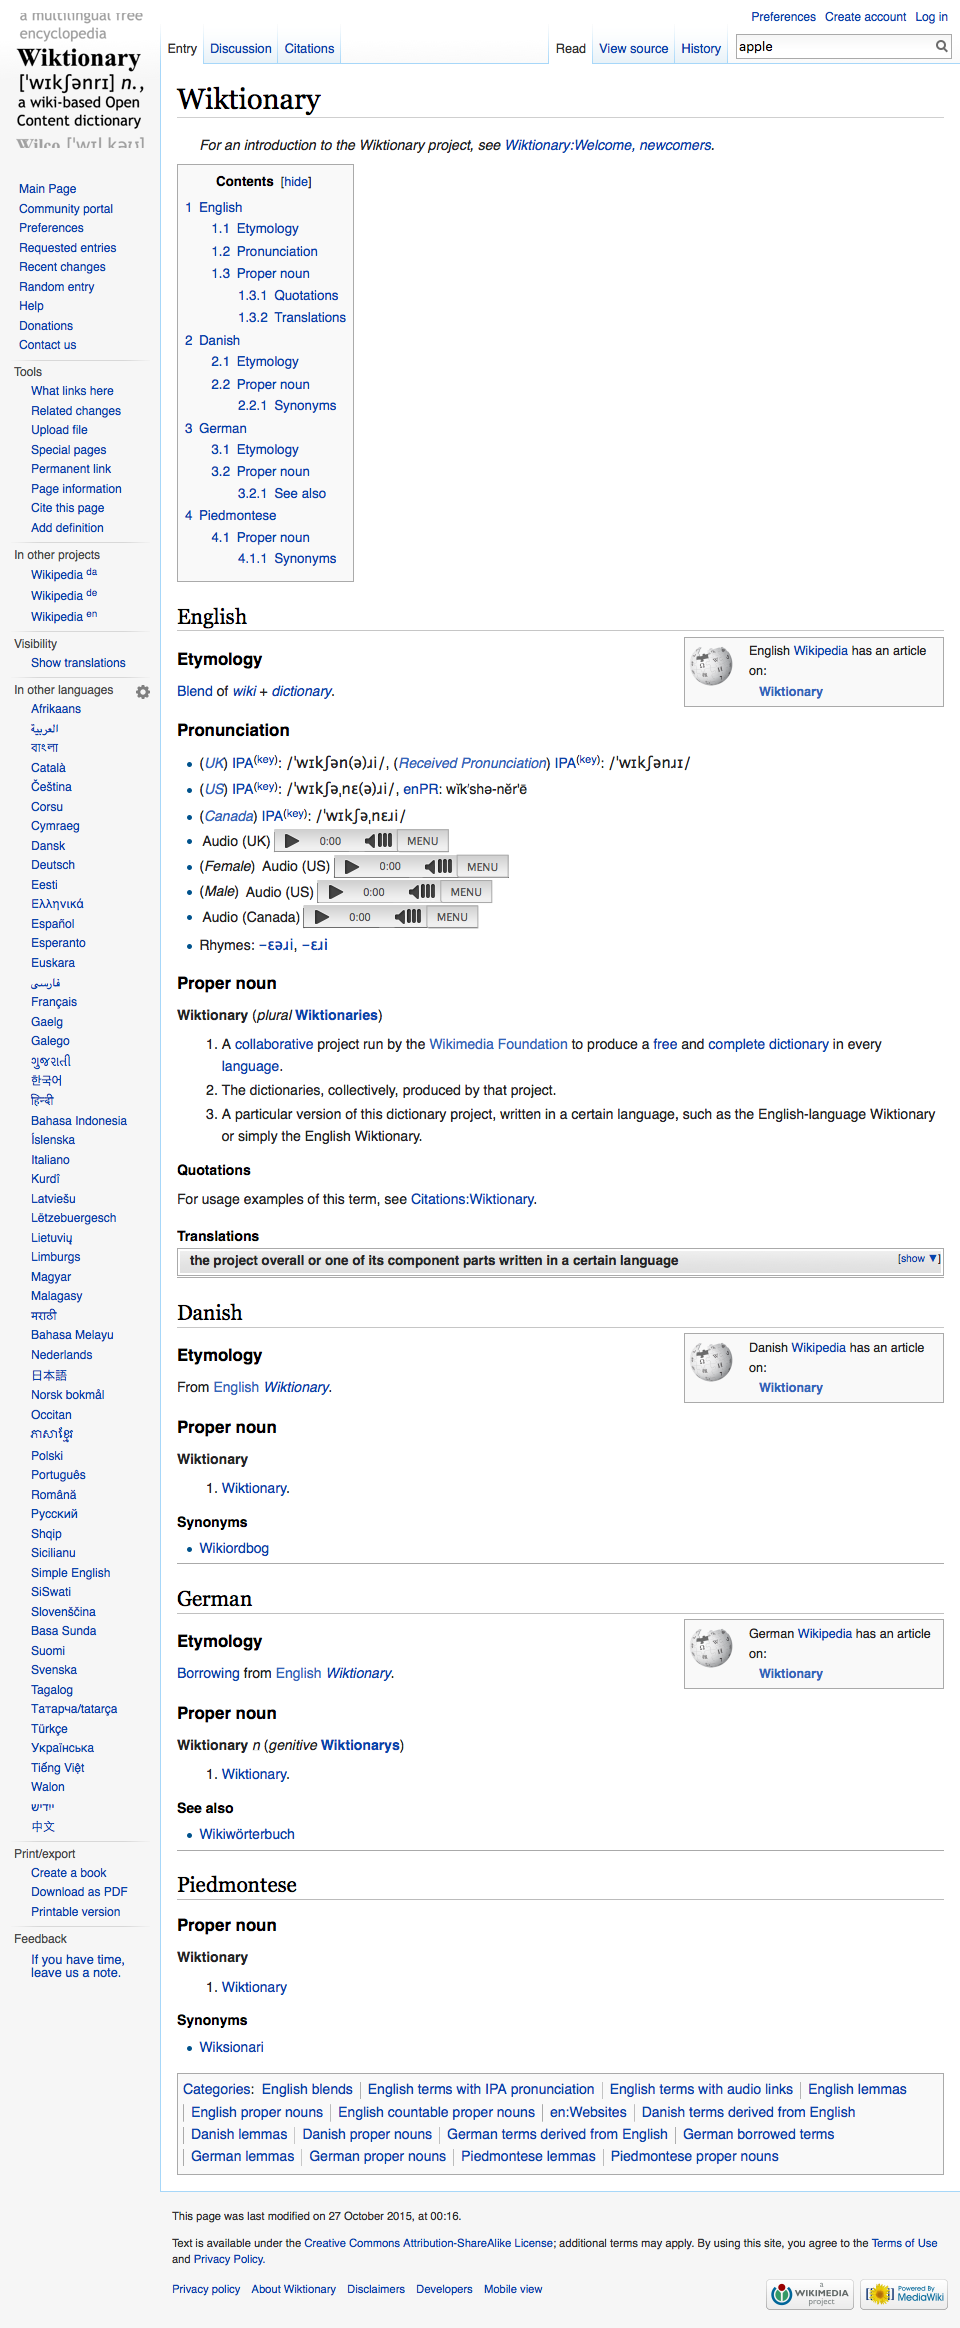 a multilingual free
encyclopedia
Wiktionary
['wɪkʃənrɪ] n.,
a wiki-based Open
Content dictionary
Wilco ['wɪl kəʊ]
Preferences Create account Log in
Entry Discussion Citations Read View source History apple
Main Page
Community portal
Preferences
Requested entries
Recent changes
Random entry
Help
Donations
Contact us
Tools
What links here
Related changes
Upload file
Special pages
Permanent link
Page information
Cite this page
Add definition
In other projects
Wikipedia da
Wikipedia de
Wikipedia en
Visibility
Show translations
In other languages
Afrikaans
العربية
বাংলা
Català
Čeština
Corsu
Cymraeg
Dansk
Deutsch
Eesti
Ελληνικά
Español
Esperanto
Euskara
فارسی
Français
Gaelg
Galego
ગુજરાતી
한국어
हिन्दी
Bahasa Indonesia
Íslenska
Italiano
Kurdî
Latviešu
Lëtzebuergesch
Lietuvių
Limburgs
Magyar
Malagasy
मराठी
Bahasa Melayu
Nederlands
日本語
Norsk bokmål
Occitan
ភាសាខ្មែរ
Polski
Português
Română
Русский
Shqip
Sicilianu
Simple English
SiSwati
Slovenščina
Basa Sunda
Suomi
Svenska
Tagalog
Татарча/tatarça
Türkçe
Українська
Tiếng Việt
Walon
ייִדיש
中文
Print/export
Create a book
Download as PDF
Printable version
Feedback
If you have time,
leave us a note.
Wiktionary
For an introduction to the Wiktionary project, see Wiktionary:Welcome, newcomers.
Contents [hide]
1 English
1.1 Etymology
1.2 Pronunciation
1.3 Proper noun
1.3.1 Quotations
1.3.2 Translations
2 Danish
2.1 Etymology
2.2 Proper noun
2.2.1 Synonyms
3 German
3.1 Etymology
3.2 Proper noun
3.2.1 See also
4 Piedmontese
4.1 Proper noun
4.1.1 Synonyms
English
English Wikipedia has an article
on:
Wiktionary
Etymology
Blend of wiki + dictionary.
Pronunciation
• (UK) IPA(key): /ˈwɪkʃən(ə)ɹi/, (Received Pronunciation) IPA(key): /ˈwɪkʃənɹɪ/
• (US) IPA(key): /ˈwɪkʃəˌnɛ(ə)ɹi/, enPR: wĭk'shə-nĕr'ē
• (Canada) IPA(key): /ˈwɪkʃəˌnɛɹi/
• Audio (UK) 0:00 MENU
• (Female) Audio (US) 0:00 MENU
• (Male) Audio (US) 0:00 MENU
• Audio (Canada) 0:00 MENU
• Rhymes: -ɛəɹi, -ɛɹi
Proper noun
Wiktionary (plural Wiktionaries)
1. A collaborative project run by the Wikimedia Foundation to produce a free and complete dictionary in every
language.
2. The dictionaries, collectively, produced by that project.
3. A particular version of this dictionary project, written in a certain language, such as the English-language Wiktionary
or simply the English Wiktionary.
Quotations
For usage examples of this term, see Citations:Wiktionary.
Translations
the project overall or one of its component parts written in a certain language [show ▼]
Danish
Danish Wikipedia has an article
on:
Wiktionary
Etymology
From English Wiktionary.
Proper noun
Wiktionary
1. Wiktionary.
Synonyms
• Wikiordbog
German
German Wikipedia has an article
on:
Wiktionary
Etymology
Borrowing from English Wiktionary.
Proper noun
Wiktionary n (genitive Wiktionarys)
1. Wiktionary.
See also
• Wikiwörterbuch
Piedmontese
Proper noun
Wiktionary
1. Wiktionary
Synonyms
• Wiksionari
Categories: English blends | English terms with IPA pronunciation | English terms with audio links | English lemmas
| English proper nouns | English countable proper nouns | en:Websites | Danish terms derived from English
| Danish lemmas | Danish proper nouns | German terms derived from English | German borrowed terms
| German lemmas | German proper nouns | Piedmontese lemmas | Piedmontese proper nouns
This page was last modified on 27 October 2015, at 00:16.
Text is available under the Creative Commons Attribution-ShareAlike License; additional terms may apply. By using this site, you agree to the Terms of Use
and Privacy Policy.
Privacy policy About Wiktionary Disclaimers Developers Mobile view
a
WIKIMEDIA
project
Powered By
MediaWiki